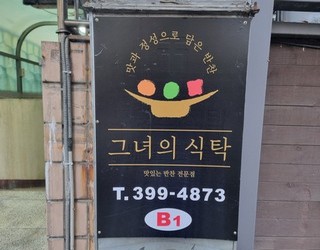 맛과 정성으로 담은 반찬
그녀의 식탁
맛있는 반찬 전문점
T. 399-4873
B1